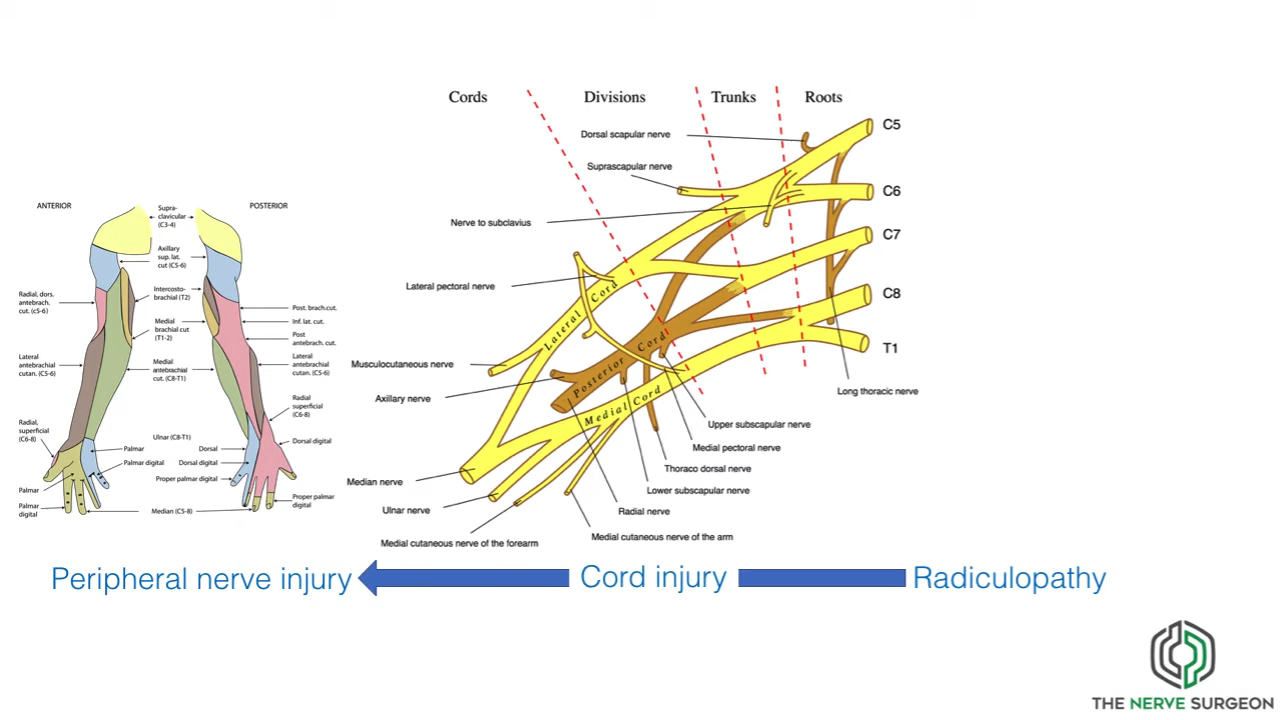 Cords
Divisions
Trunks
Roots
Dorsal scapular nerve
C5
Suprascapular nerve
C6
Nerve to subclavius
C7
Lateral pectoral nerve
C8
T1
Lateral Cord
Posterior Cord
Medial Cord
Musculocutaneous nerve
Axillary nerve
Long thoracic nerve
Upper subscapular nerve
Medial pectoral nerve
Thoraco dorsal nerve
Lower subscapular nerve
Median nerve
Ulnar nerve
Radial nerve
Medial cutaneous nerve of the arm
Medial cutaneous nerve of the forearm
ANTERIOR
POSTERIOR
Supra-
clavicular
(C3-4)
Axillary
sup. lat.
cut (C5-6)
Radial, dors.
antebrach.
cut. (c5-6)
Intercosto-
brachial (T2)
Medial
brachial cut
(T1-2)
Lateral
antebrachial
cutan. (C5-6)
Medial
antebrachial
cut. (C8-T1)
Radial,
superficial
(C6-8)
Ulnar (C8-T1)
Palmar
Palmar digital
Palmar
Palmar
digital
Median (C5-8)
Post. brach.cut.
Inf. lat. cut.
Post
antebrach. cut.
Lateral
antebrachial
cutan. (C5-6)
Radial
superficial
(C6-8)
Dorsal
Dorsal digital
Proper palmar digital
Dorsal digital
Proper palmar
digital
Peripheral nerve injury
Cord injury
Radiculopathy
THE NERVE SURGEON